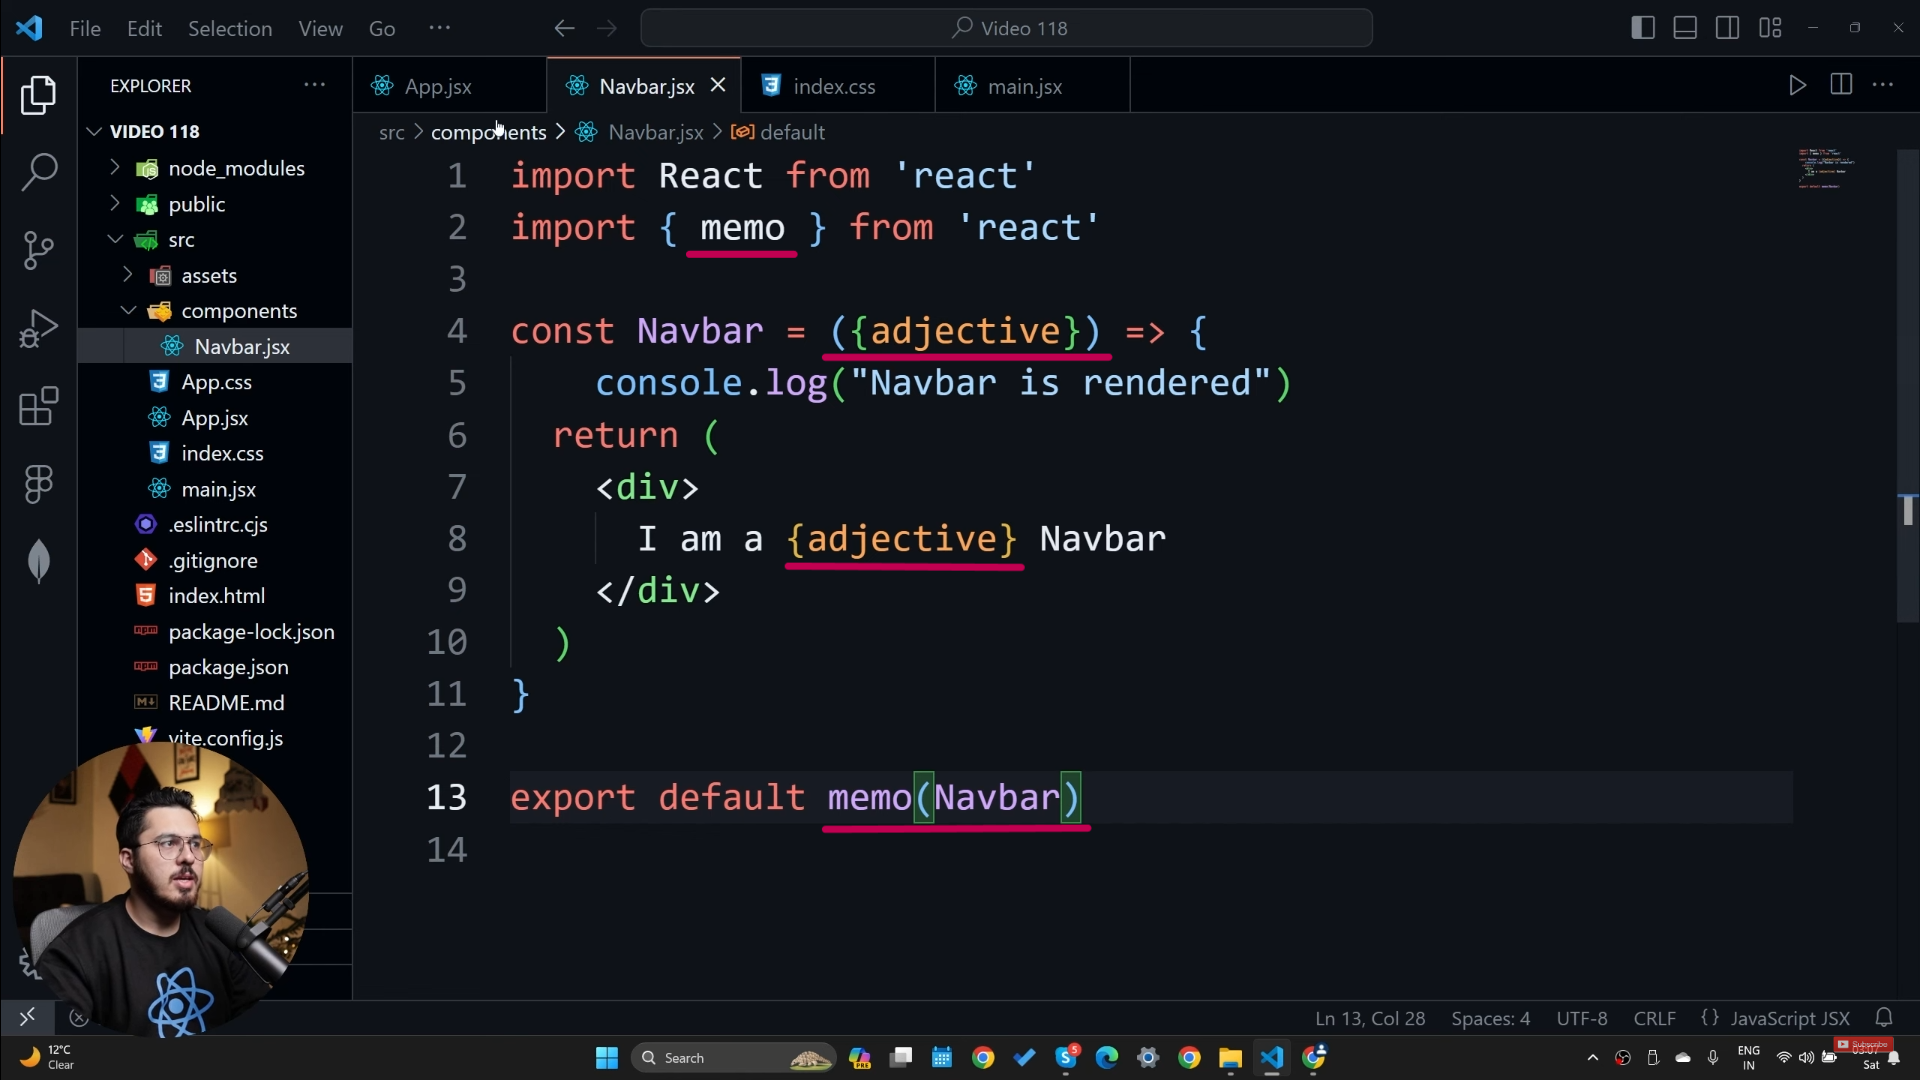 File Edit Selection View Go ··· Video 118
EXPLORER ···
VIDEO 118
node_modules
public
src
assets
components
Navbar.jsx
App.css
App.jsx
index.css
main.jsx
.eslintrc.cjs
.gitignore
index.html
package-lock.json
package.json
README.md
vite.config.js
App.jsx Navbar.jsx index.css main.jsx
src > components > Navbar.jsx > default
1 import React from 'react'
2 import { memo } from 'react'
3
4 const Navbar = ({adjective}) => {
5 console.log("Navbar is rendered")
6 return (
7 <div>
8 I am a {adjective} Navbar
9 </div>
10 )
11 }
12
13 export default memo(Navbar)
14
Ln 13, Col 28 Spaces: 4 UTF-8 CRLF {} JavaScript JSX
12°C
Clear
Search
PRE
5
ENG
IN
Subscribe
Sat